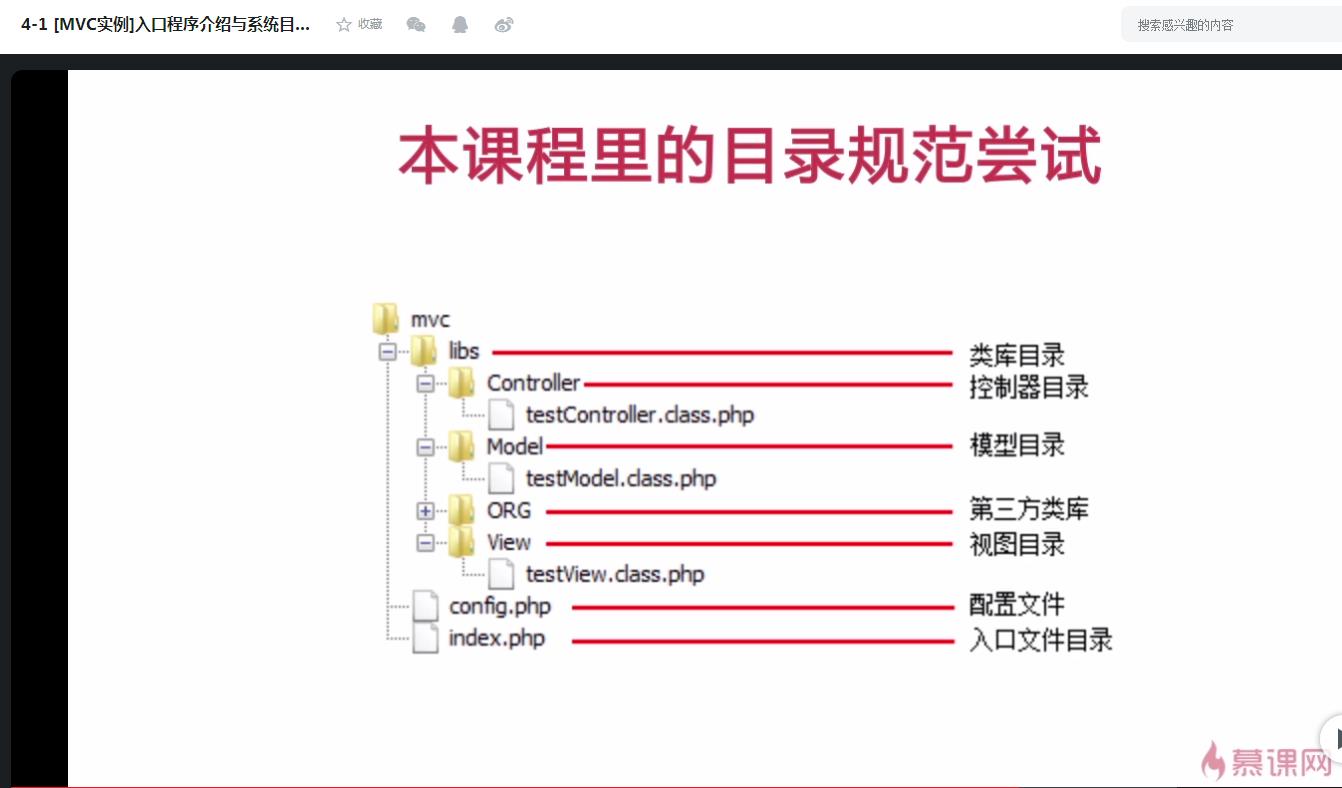 4-1 [MVC实例]入口程序介绍与系统目... 收藏 搜索感兴趣的内容
本课程里的目录规范尝试
mvc
libs 类库目录
Controller 控制器目录
testController.class.php
Model 模型目录
testModel.class.php
ORG 第三方类库
View 视图目录
testView.class.php
config.php 配置文件
index.php 入口文件目录
慕课网